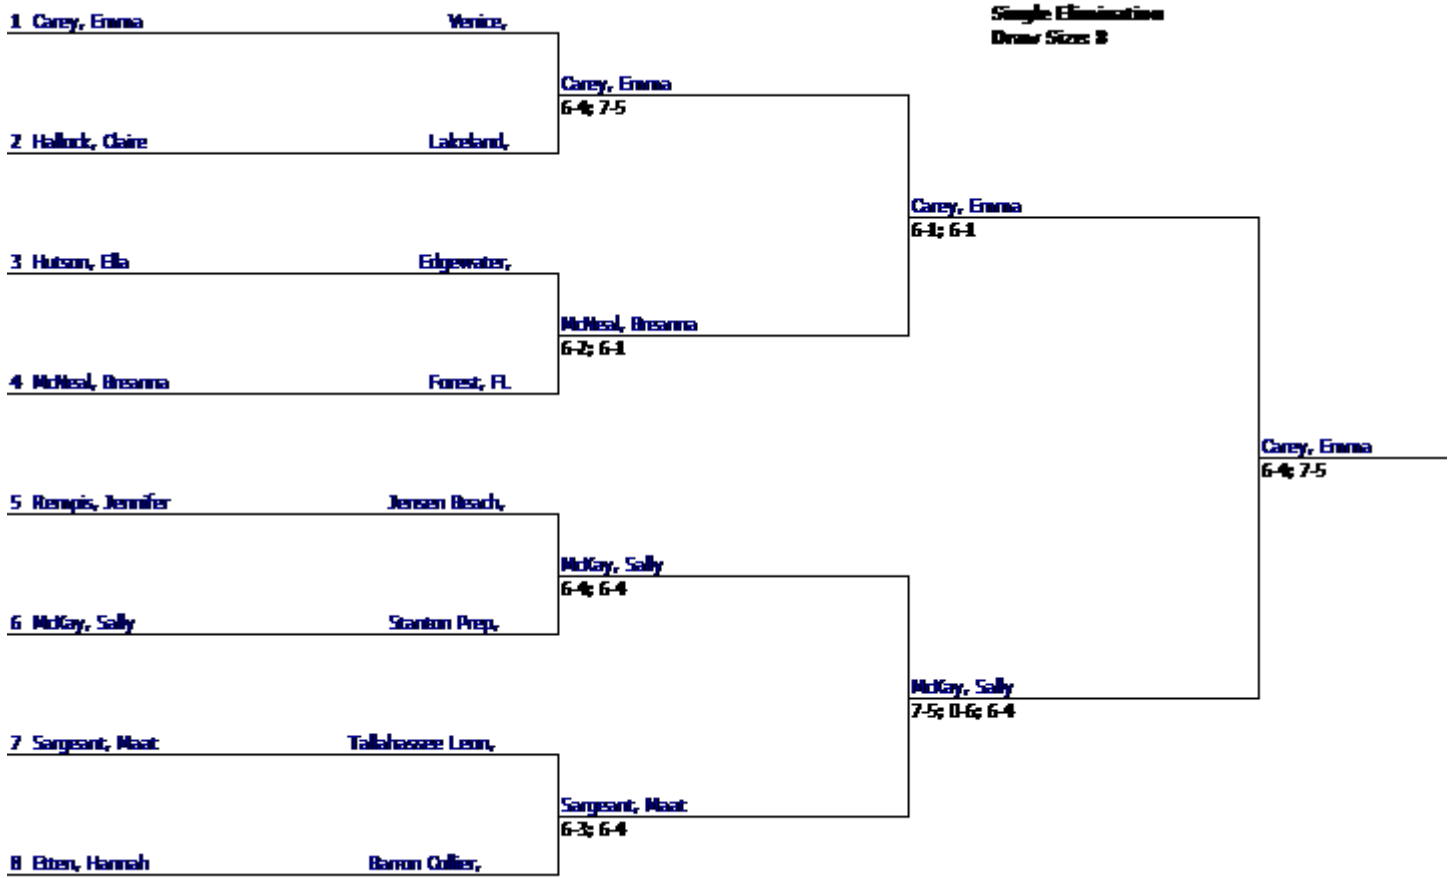 Single Elimination
Draw Size: 8
1 Carey, Emma Venice,
Carey, Emma
6-4; 7-5
2 Hallock, Claire Lakeland,
Carey, Emma
6-1; 6-1
3 Hutson, Ella Edgewater,
McNeal, Breanna
6-2; 6-1
4 McNeal, Breanna Forest, FL
Carey, Emma
6-4; 7-5
5 Rempis, Jennifer Jensen Beach,
McKay, Sally
6-4; 6-4
6 McKay, Sally Stanton Prep,
McKay, Sally
7-5; 0-6; 6-4
7 Sargeant, Maat Tallahassee Leon,
Sargeant, Maat
6-3; 6-4
8 Etten, Hannah Barron Collier,